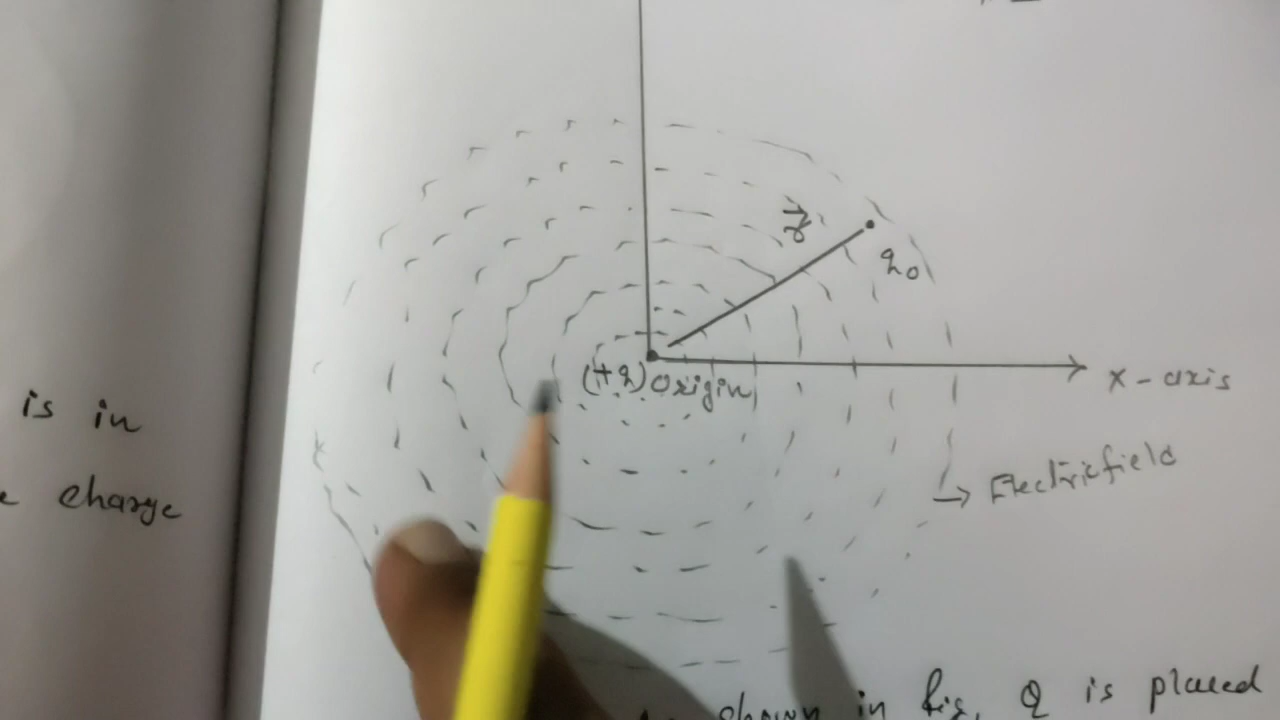 r
q₀
(+q) origin
x-axis
→ Electricfield
is in
charge
shown in fig, Q is placed